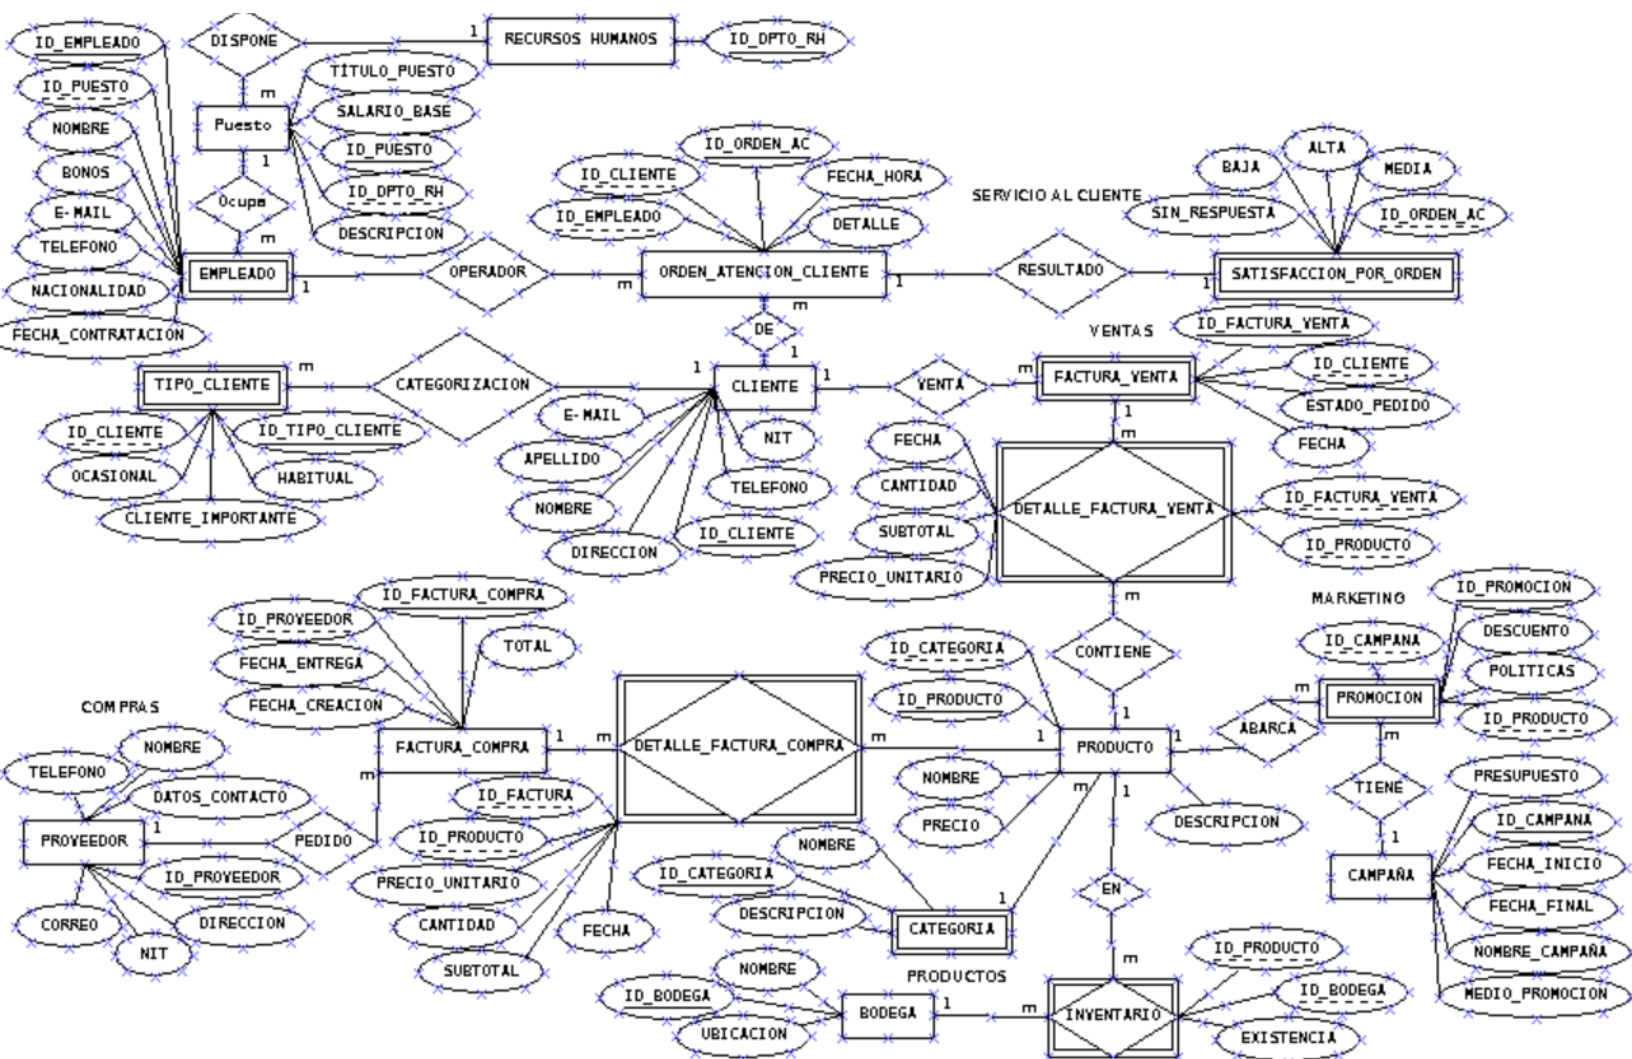 ID_EMPLEADO
DISPONE
1
RECURSOS HUMANOS
ID_DPTO_RH
ID_PUESTO
m
TÍTULO_PUESTO
NOMBRE
Puesto
SALARIO_BASE
BONOS
1
ID_PUESTO
E-MAIL
Ocupa
ID_DPTO_RH
TELEFONO
m
DESCRIPCION
NACIONALIDAD
EMPLEADO
1
FECHA_CONTRATACION
OPERADOR
m
ID_ORDEN_AC
ID_CLIENTE
FECHA_HORA
ID_EMPLEADO
DETALLE
ORDEN_ATENCION_CLIENTE
1
m
RESULTADO
1
SERVICIO AL CLIENTE
ALTA
BAJA
MEDIA
SIN_RESPUESTA
ID_ORDEN_AC
SATISFACCION_POR_ORDEN
DE
1
TIPO_CLIENTE
m
CATEGORIZACION
1
CLIENTE
1
VENTA
m
VENTAS
FACTURA_VENTA
ID_FACTURA_VENTA
ID_CLIENTE
ESTADO_PEDIDO
FECHA
1
m
ID_CLIENTE
ID_TIPO_CLIENTE
OCASIONAL
HABITUAL
CLIENTE_IMPORTANTE
E-MAIL
NIT
APELLIDO
TELEFONO
NOMBRE
ID_CLIENTE
DIRECCION
FECHA
CANTIDAD
SUBTOTAL
PRECIO_UNITARIO
DETALLE_FACTURA_VENTA
ID_FACTURA_VENTA
ID_PRODUCTO
m
CONTIENE
1
ID_FACTURA_COMPRA
ID_PROVEEDOR
TOTAL
FECHA_ENTREGA
FECHA_CREACION
FACTURA_COMPRA
1
m
m
DETALLE_FACTURA_COMPRA
m
1
PRODUCTO
1
ID_CATEGORIA
ID_PRODUCTO
NOMBRE
PRECIO
DESCRIPCION
m
1
ABARCA
m
MARKETING
ID_PROMOCION
ID_CAMPANA
DESCUENTO
POLITICAS
PROMOCION
ID_PRODUCTO
m
TIENE
1
PRESUPUESTO
ID_CAMPANA
CAMPAÑA
FECHA_INICIO
FECHA_FINAL
NOMBRE_CAMPAÑA
MEDIO_PROMOCION
COMPRAS
NOMBRE
TELEFONO
DATOS_CONTACTO
PROVEEDOR
1
PEDIDO
ID_PROVEEDOR
CORREO
DIRECCION
NIT
ID_FACTURA
ID_PRODUCTO
PRECIO_UNITARIO
CANTIDAD
SUBTOTAL
FECHA
NOMBRE
ID_CATEGORIA
DESCRIPCION
1
CATEGORIA
EN
m
PRODUCTOS
NOMBRE
ID_BODEGA
UBICACION
BODEGA
1
m
INVENTARIO
ID_PRODUCTO
ID_BODEGA
EXISTENCIA